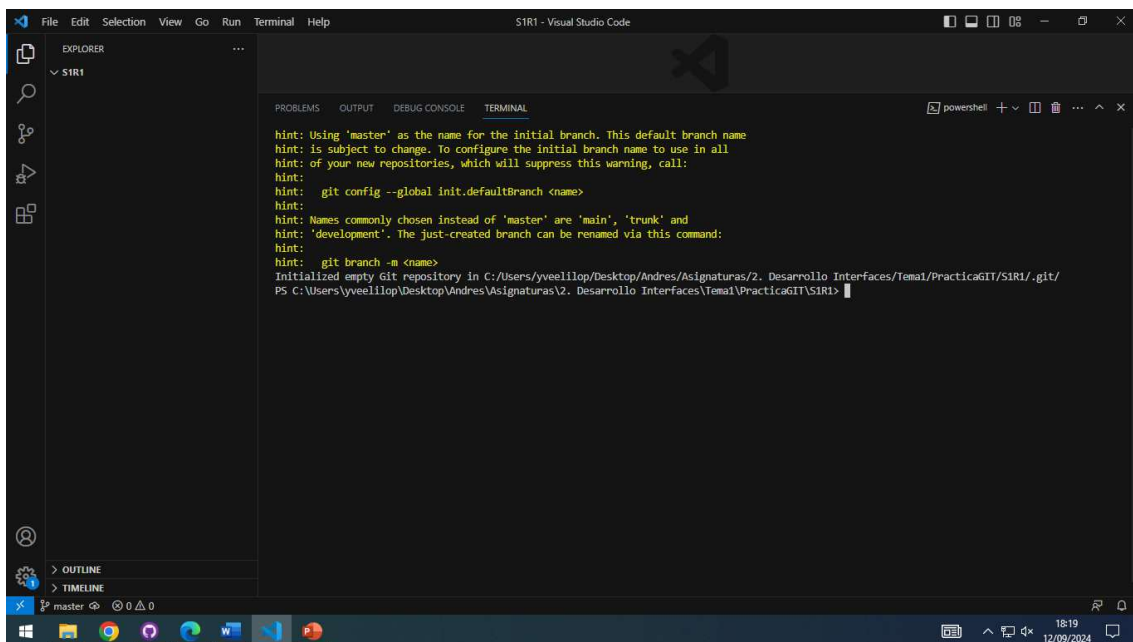 File Edit Selection View Go Run Terminal Help
S1R1 - Visual Studio Code
EXPLORER
S1R1
PROBLEMS OUTPUT DEBUG CONSOLE TERMINAL
powershell
hint: Using 'master' as the name for the initial branch. This default branch name
hint: is subject to change. To configure the initial branch name to use in all
hint: of your new repositories, which will suppress this warning, call:
hint:
hint:   git config --global init.defaultBranch <name>
hint:
hint: Names commonly chosen instead of 'master' are 'main', 'trunk' and
hint: 'development'. The just-created branch can be renamed via this command:
hint:
hint:   git branch -m <name>
Initialized empty Git repository in C:/Users/yveelilop/Desktop/Andres/Asignaturas/2. Desarrollo Interfaces/Tema1/PracticaGIT/S1R1/.git/
PS C:\Users\yveelilop\Desktop\Andres\Asignaturas\2. Desarrollo Interfaces\Tema1\PracticaGIT\S1R1>
1
> OUTLINE
> TIMELINE
master 0 0
18:19
12/09/2024